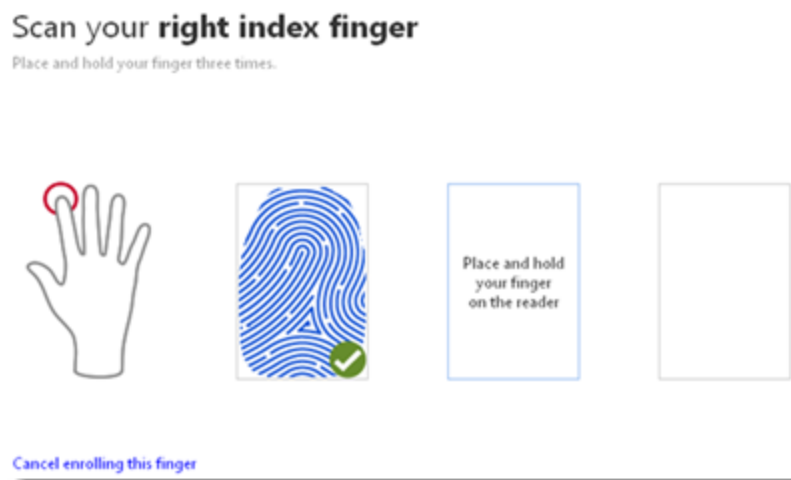 Scan your right index finger
Place and hold your finger three times.
Place and hold
your finger
on the reader
Cancel enrolling this finger